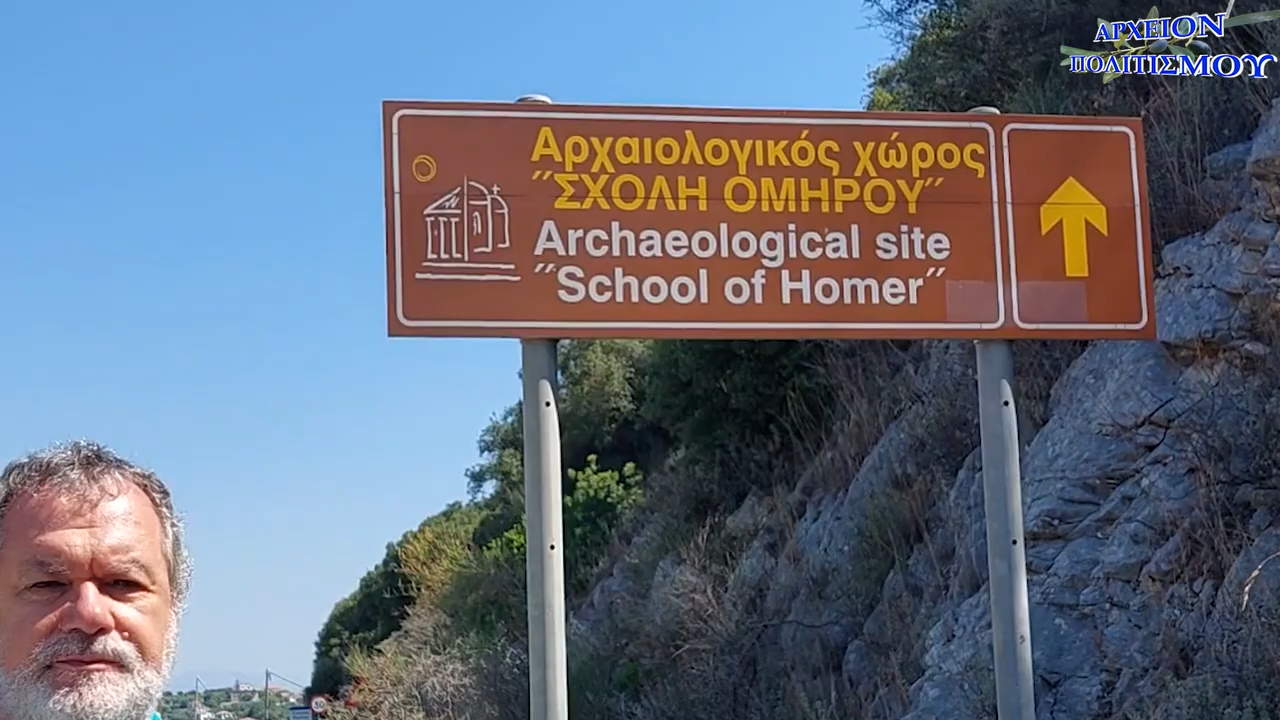 ΑΡΧΕΙΟΝ
ΠΟΛΙΤΙΣΜΟΥ
Αρχαιολογικός χώρος
"ΣΧΟΛΗ ΟΜΗΡΟΥ"
Archaeological site
"School of Homer"